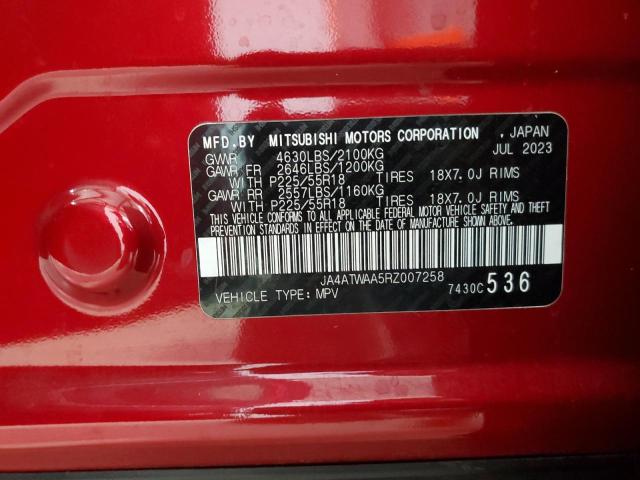 MFD.BY MITSUBISHI MOTORS CORPORATION , JAPAN
GVWR 4630LBS/2100KG JUL 2023
GAWR FR 2646LBS/1200KG
WITH P225/55R18 TIRES 18X7.0J RIMS
GAWR RR 2557LBS/1160KG
WITH P225/55R18 TIRES 18X7.0J RIMS
THIS VEHICLE CONFORMS TO ALL APPLICABLE FEDERAL MOTOR VEHICLE SAFETY AND THEFT
PREVENTION STANDARDS IN EFFECT ON THE DATE OF MANUFACTURE SHOWN ABOVE.
JA4ATWAA5RZ007258
VEHICLE TYPE: MPV 7430C 536